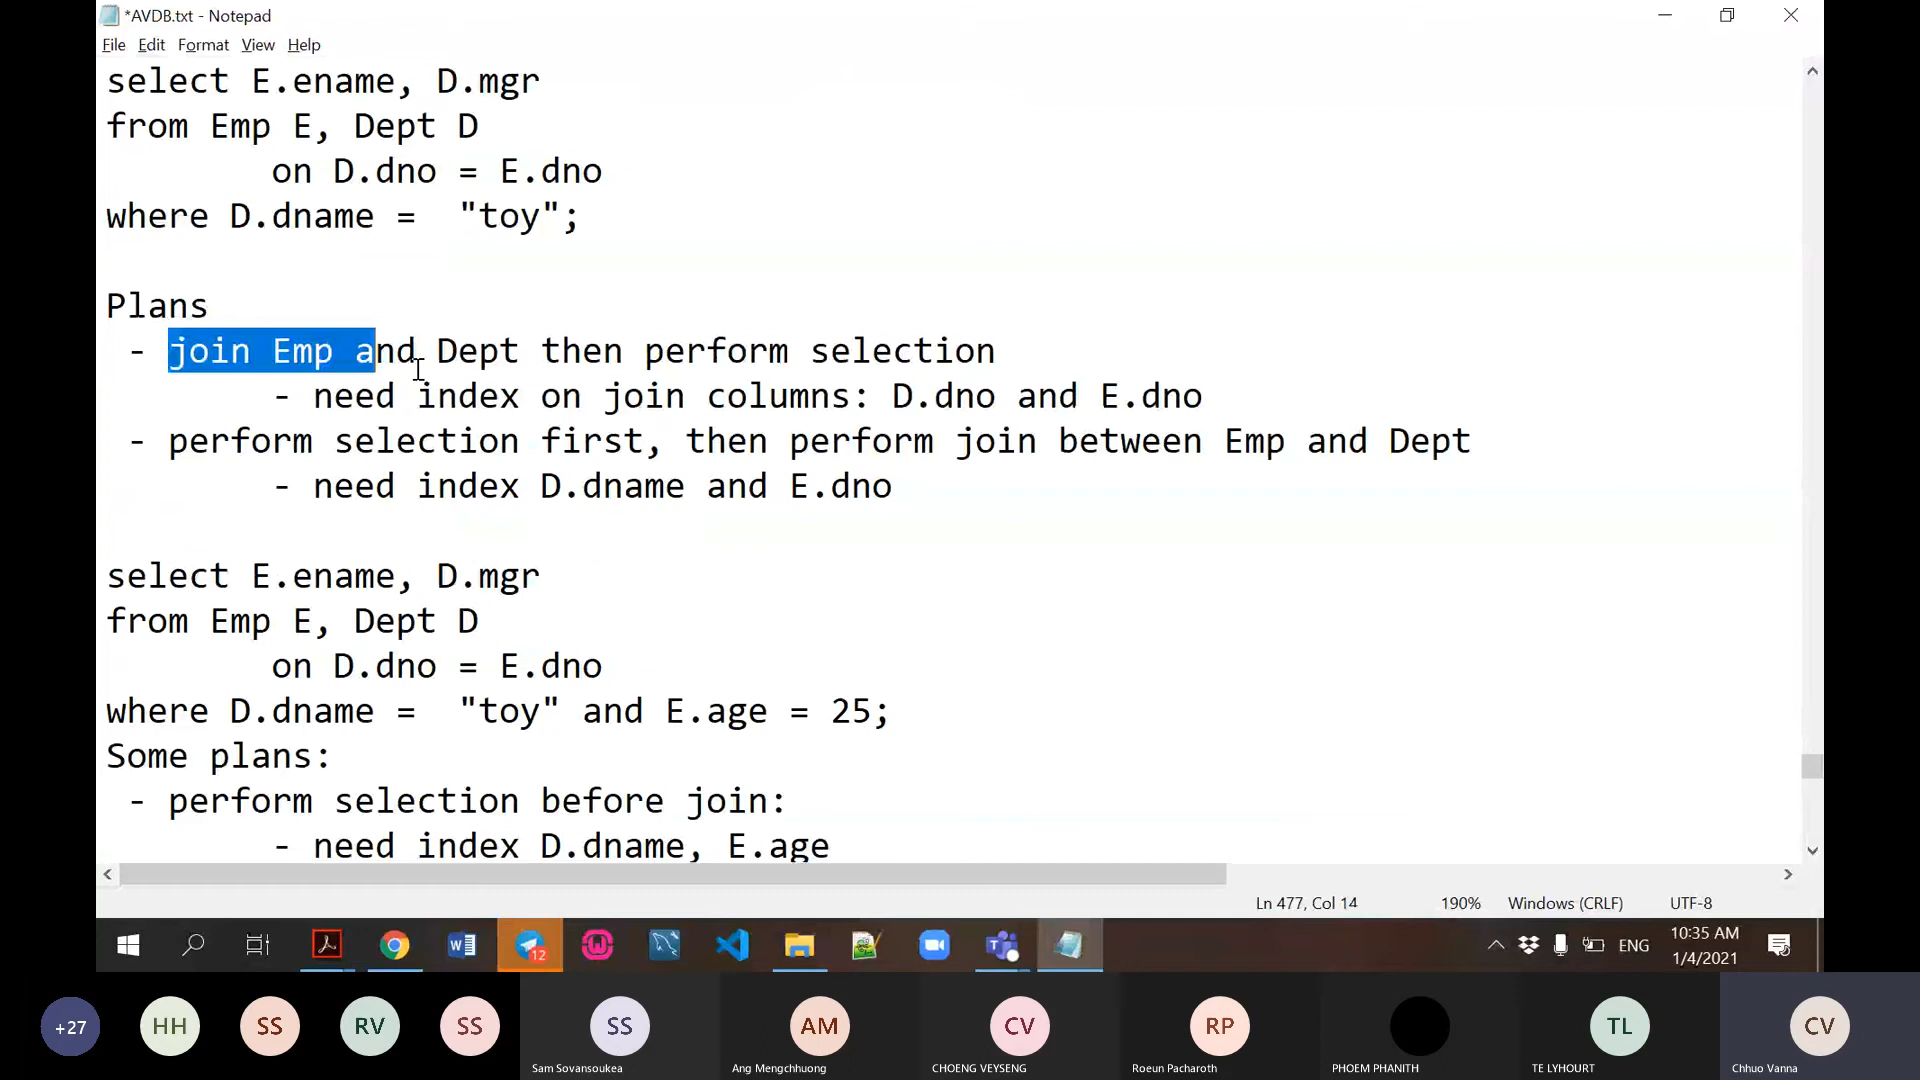 *AVDB.txt - Notepad
File Edit Format View Help
select E.ename, D.mgr
from Emp E, Dept D
on D.dno = E.dno
where D.dname =  "toy";
Plans
- join Emp and Dept then perform selection
- need index on join columns: D.dno and E.dno
- perform selection first, then perform join between Emp and Dept
- need index D.dname and E.dno
select E.ename, D.mgr
from Emp E, Dept D
on D.dno = E.dno
where D.dname =  "toy" and E.age = 25;
Some plans:
- perform selection before join:
- need index D.dname, E.age
Ln 477, Col 14 190% Windows (CRLF) UTF-8
12
ENG
10:35 AM
1/4/2021
+27 HH SS RV SS SS AM CV RP TL CV
Sam Sovansoukea Ang Mengchhuong CHOENG VEYSENG Roeun Pacharoth PHOEM PHANITH TE LYHOURT Chhuo Vanna